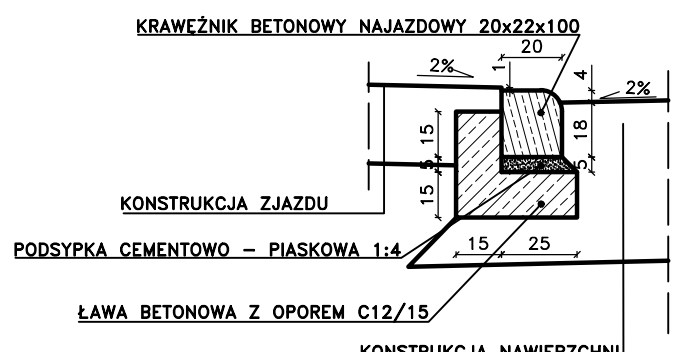 KRAWĘŻNIK BETONOWY NAJAZDOWY 20x22x100
20
2%
1
4
2%
15
18
5
5
15
KONSTRUKCJA ZJAZDU
PODSYPKA CEMENTOWO – PIASKOWA 1:4
15
25
ŁAWA BETONOWA Z OPOREM C12/15
KONSTRUKCJA NAWIERZCHNI